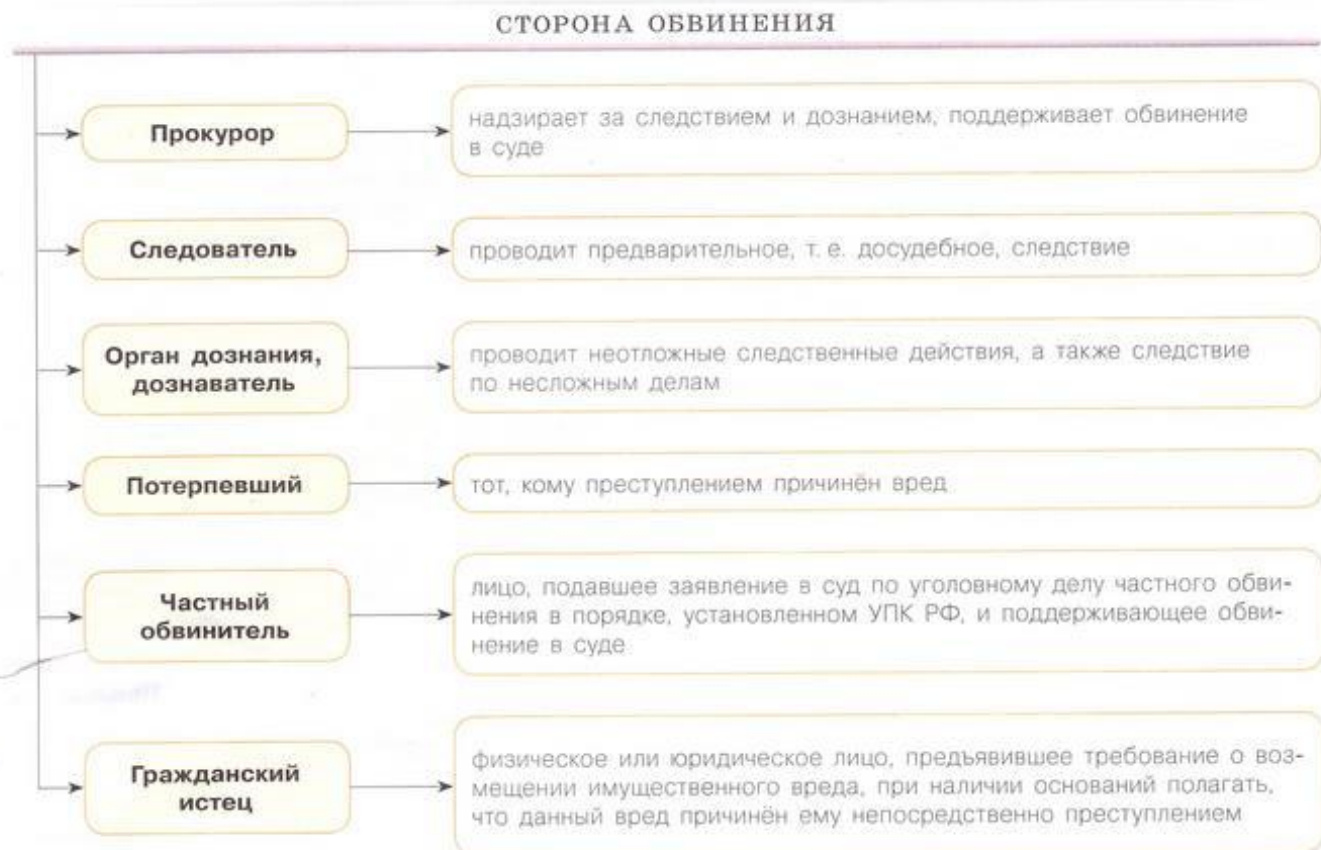 СТОРОНА ОБВИНЕНИЯ
Прокурор
надзирает за следствием и дознанием, поддерживает обвинение
в суде
Следователь
проводит предварительное, т. е. досудебное, следствие
Орган дознания,
дознаватель
проводит неотложные следственные действия, а также следствие
по несложным делам
Потерпевший
тот, кому преступлением причинён вред
Частный
обвинитель
лицо, подавшее заявление в суд по уголовному делу частного обви-
нения в порядке, установленном УПК РФ, и поддерживающее обви-
нение в суде
Гражданский
истец
физическое или юридическое лицо, предъявившее требование о воз-
мещении имущественного вреда, при наличии оснований полагать,
что данный вред причинён ему непосредственно преступлением